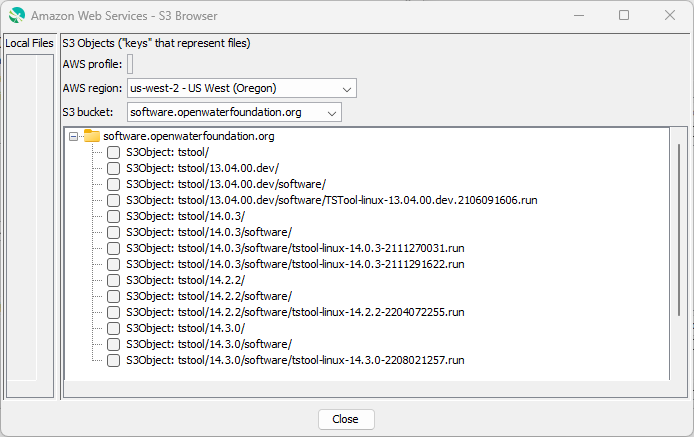 Amazon Web Services - S3 Browser
Local Files
S3 Objects ("keys" that represent files)
AWS profile:
AWS region: us-west-2 - US West (Oregon)
S3 bucket: software.openwaterfoundation.org
software.openwaterfoundation.org
S3Object: tstool/
S3Object: tstool/13.04.00.dev/
S3Object: tstool/13.04.00.dev/software/
S3Object: tstool/13.04.00.dev/software/TSTool-linux-13.04.00.dev.2106091606.run
S3Object: tstool/14.0.3/
S3Object: tstool/14.0.3/software/
S3Object: tstool/14.0.3/software/tstool-linux-14.0.3-2111270031.run
S3Object: tstool/14.0.3/software/tstool-linux-14.0.3-2111291622.run
S3Object: tstool/14.2.2/
S3Object: tstool/14.2.2/software/
S3Object: tstool/14.2.2/software/tstool-linux-14.2.2-2204072255.run
S3Object: tstool/14.3.0/
S3Object: tstool/14.3.0/software/
S3Object: tstool/14.3.0/software/tstool-linux-14.3.0-2208021257.run
Close